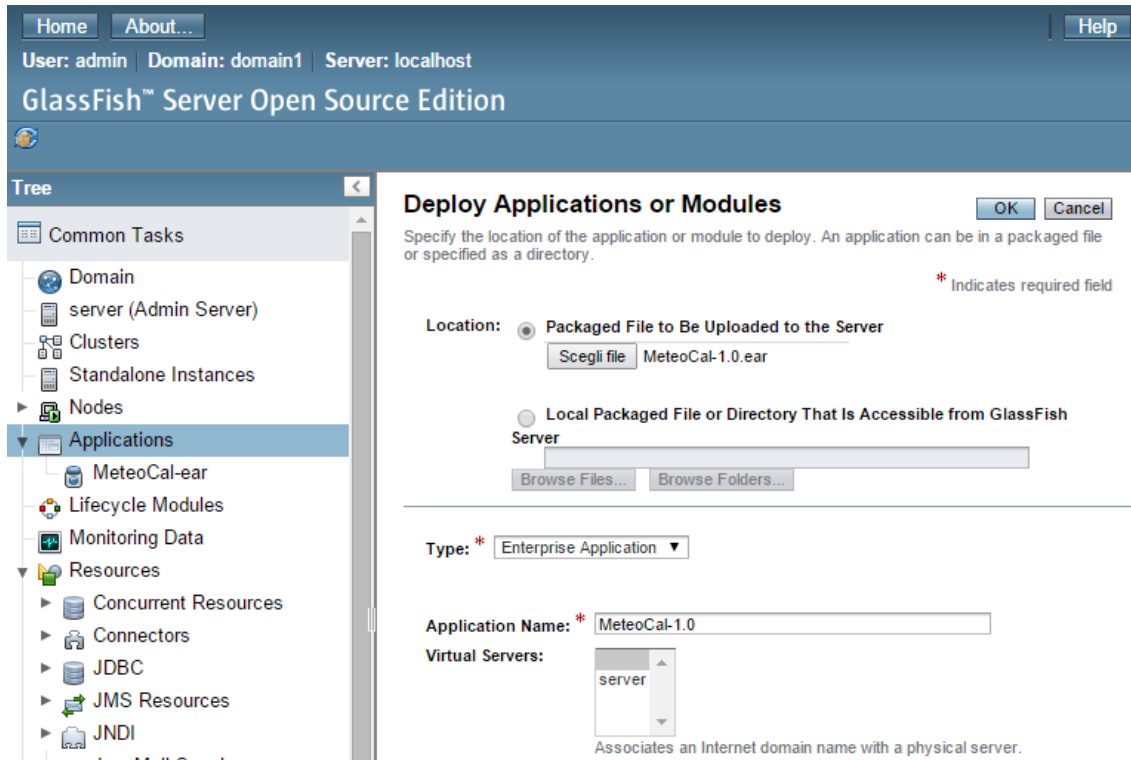 Home About... Help
User: admin Domain: domain1 Server: localhost
GlassFish™ Server Open Source Edition
Tree
Common Tasks
Domain
server (Admin Server)
Clusters
Standalone Instances
Nodes
Applications
MeteoCal-ear
Lifecycle Modules
Monitoring Data
Resources
Concurrent Resources
Connectors
JDBC
JMS Resources
JNDI
Deploy Applications or Modules
OK Cancel
Specify the location of the application or module to deploy. An application can be in a packaged file
or specified as a directory.
* Indicates required field
Location: Packaged File to Be Uploaded to the Server
Scegli file MeteoCal-1.0.ear
Local Packaged File or Directory That Is Accessible from GlassFish
Server
Browse Files... Browse Folders...
Type: * Enterprise Application
Application Name: * MeteoCal-1.0
Virtual Servers:
server
Associates an Internet domain name with a physical server.